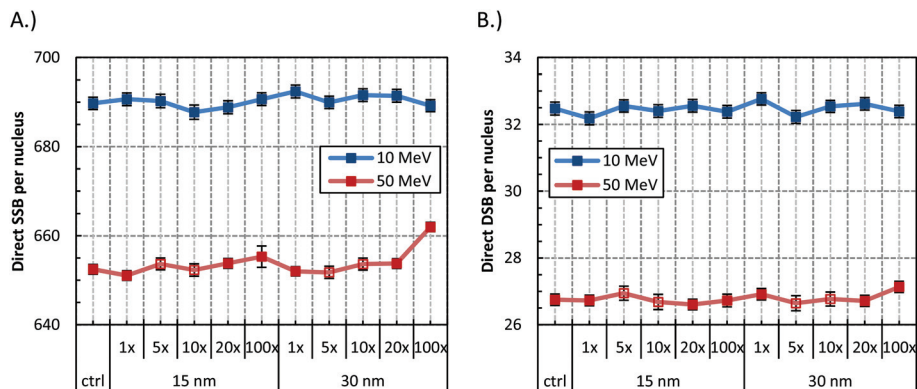 A.)
700
680
660
640
Direct SSB per nucleus
10 MeV
50 MeV
1x 5x 10x 20x 100x 1x 5x 10x 20x 100x
ctrl 15 nm 30 nm
B.)
34
32
30
28
26
Direct DSB per nucleus
10 MeV
50 MeV
1x 5x 10x 20x 100x 1x 5x 10x 20x 100x
ctrl 15 nm 30 nm